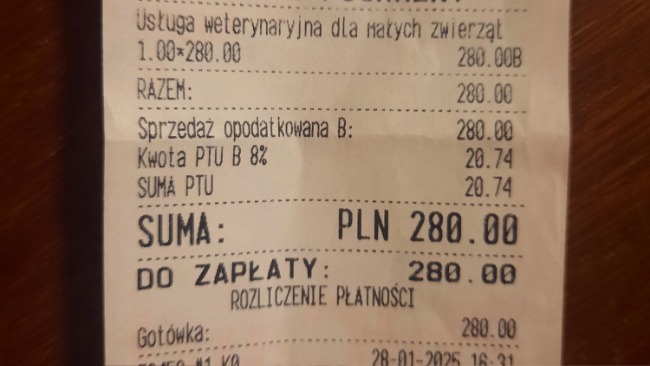 Usługa weterynaryjna dla małych zwierząt
1.00*280.00 280.00B
RAZEM: 280.00
Sprzedaż opodatkowana B: 280.00
Kwota PTU B 8% 20.74
SUMA PTU 20.74
SUMA: PLN 280.00
DO ZAPŁATY: 280.00
ROZLICZENIE PŁATNOŚCI
Gotówka: 280.00
#1 28-01-2025 16:31